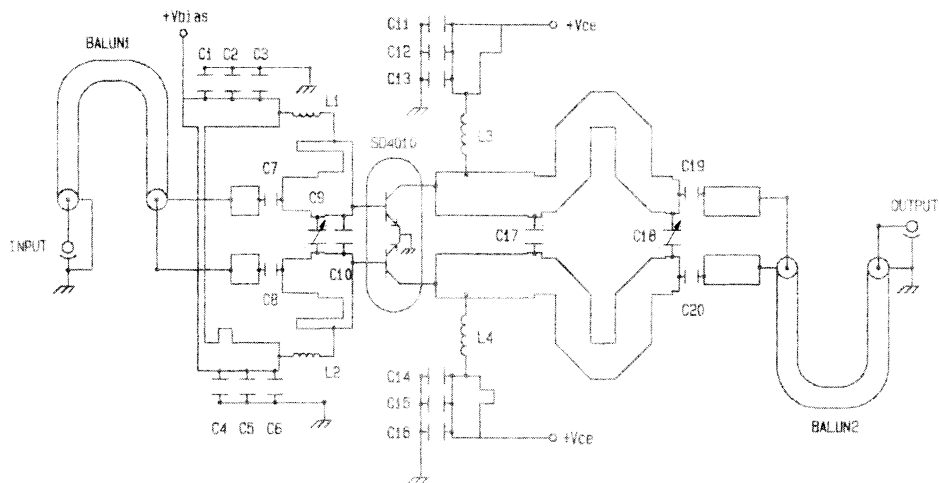 +Vbias
BALUN1
C1 C2 C3
C11
C12
C13
+Vce
L1
L3
SD4010
C7
C9
C19
INPUT
C17
C18
OUTPUT
C8
C10
C20
L2
L4
C14
C15
C16
C4 C5 C6
+Vce
BALUN2